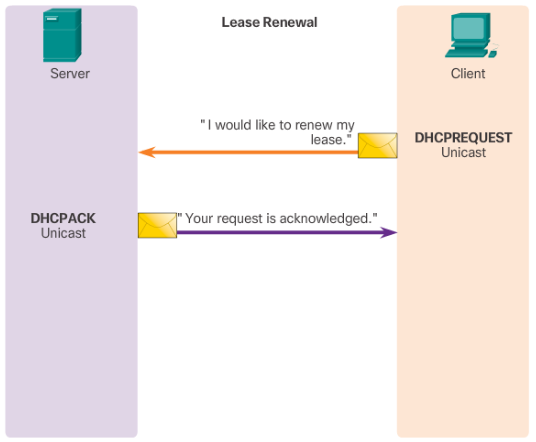 Lease Renewal
Server
Client
" I would like to renew my
lease."
DHCPREQUEST
Unicast
DHCPACK
Unicast
" Your request is acknowledged."